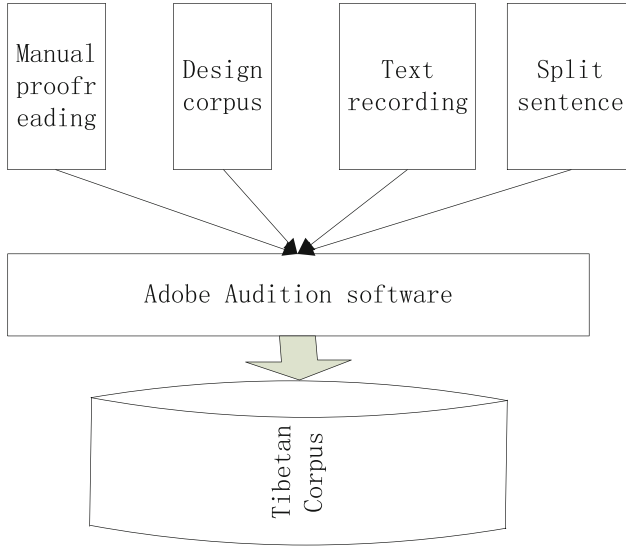 Manual
proofr
eading
Design
corpus
Text
recording
Split
sentence
Adobe Audition software
Tibetan
Corpus